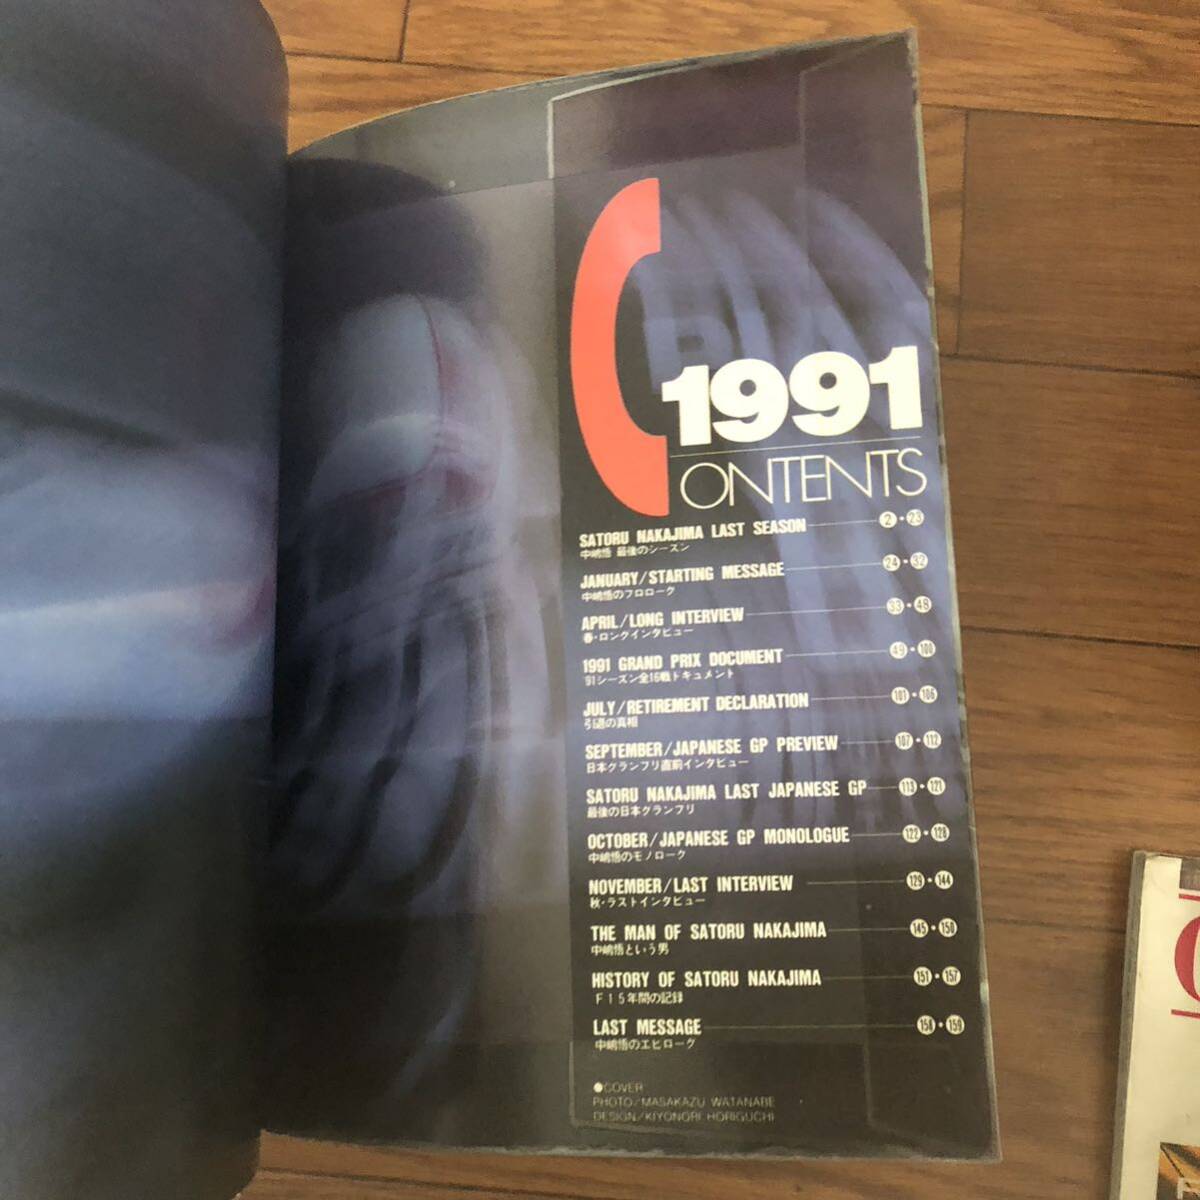 PIA
1991
CONTENTS
SATORU NAKAJIMA LAST SEASON ②・㉓
中嶋悟 最後のシーズン
JANUARY/STARTING MESSAGE ㉔・㉜
中嶋悟のプロローグ
APRIL/LONG INTERVIEW ㉝・㊽
春・ロングインタビュー
1991 GRAND PRIX DOCUMENT ㊾・100
'91シーズン全16戦ドキュメント
JULY/RETIREMENT DECLARATION 101・106
引退の真相
SEPTEMBER/JAPANESE GP PREVIEW 107・112
日本グランプリ直前インタビュー
SATORU NAKAJIMA LAST JAPANESE GP 113・121
最後の日本グランプリ
OCTOBER/JAPANESE GP MONOLOGUE 122・128
中嶋悟のモノローグ
NOVEMBER/LAST INTERVIEW 129・144
秋・ラストインタビュー
THE MAN OF SATORU NAKAJIMA 145・150
中嶋悟という男
HISTORY OF SATORU NAKAJIMA 151・157
F1 5年間の記録
LAST MESSAGE 158・159
中嶋悟のエピローグ
●COVER
PHOTO/MASAKAZU WATANABE
DESIGN/KIYONORI HORIGUCHI